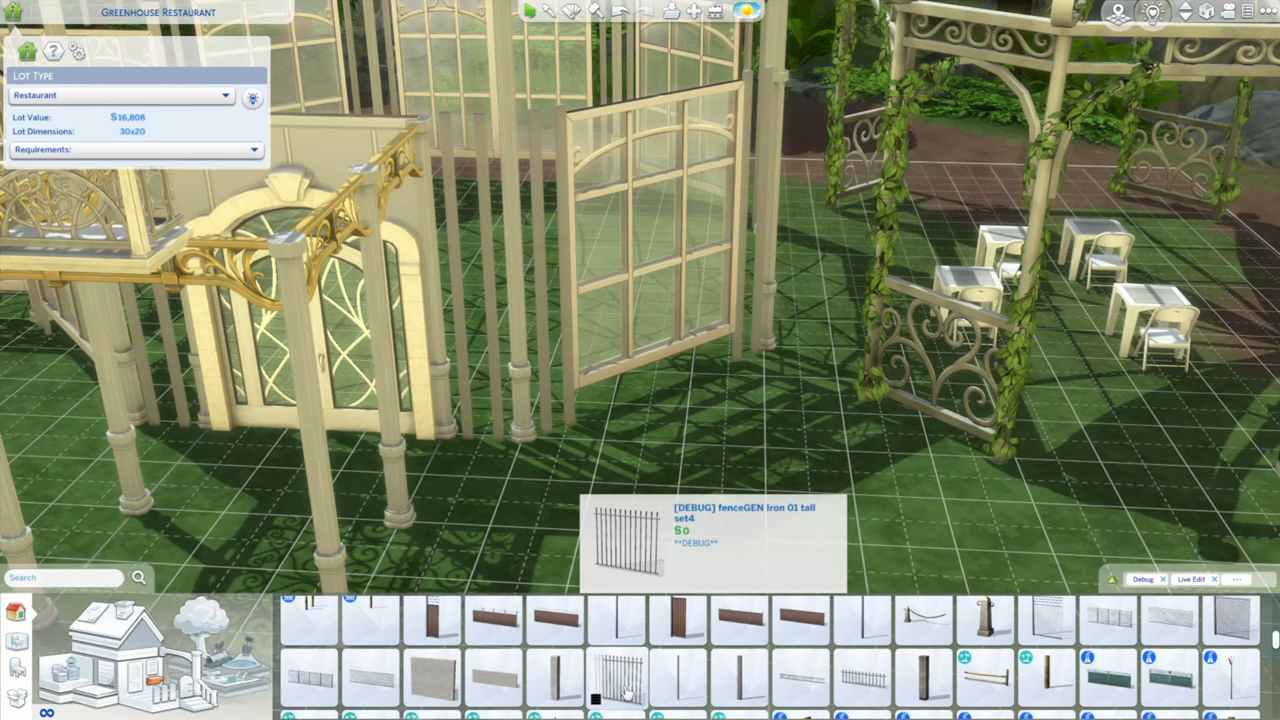 GREENHOUSE RESTAURANT
?
LOT TYPE
Restaurant
Lot Value: §16,808
Lot Dimensions: 30x20
Requirements:
[DEBUG] fenceGEN Iron 01 tall
set4
§0
**DEBUG**
Search
Debug X Live Edit X ...